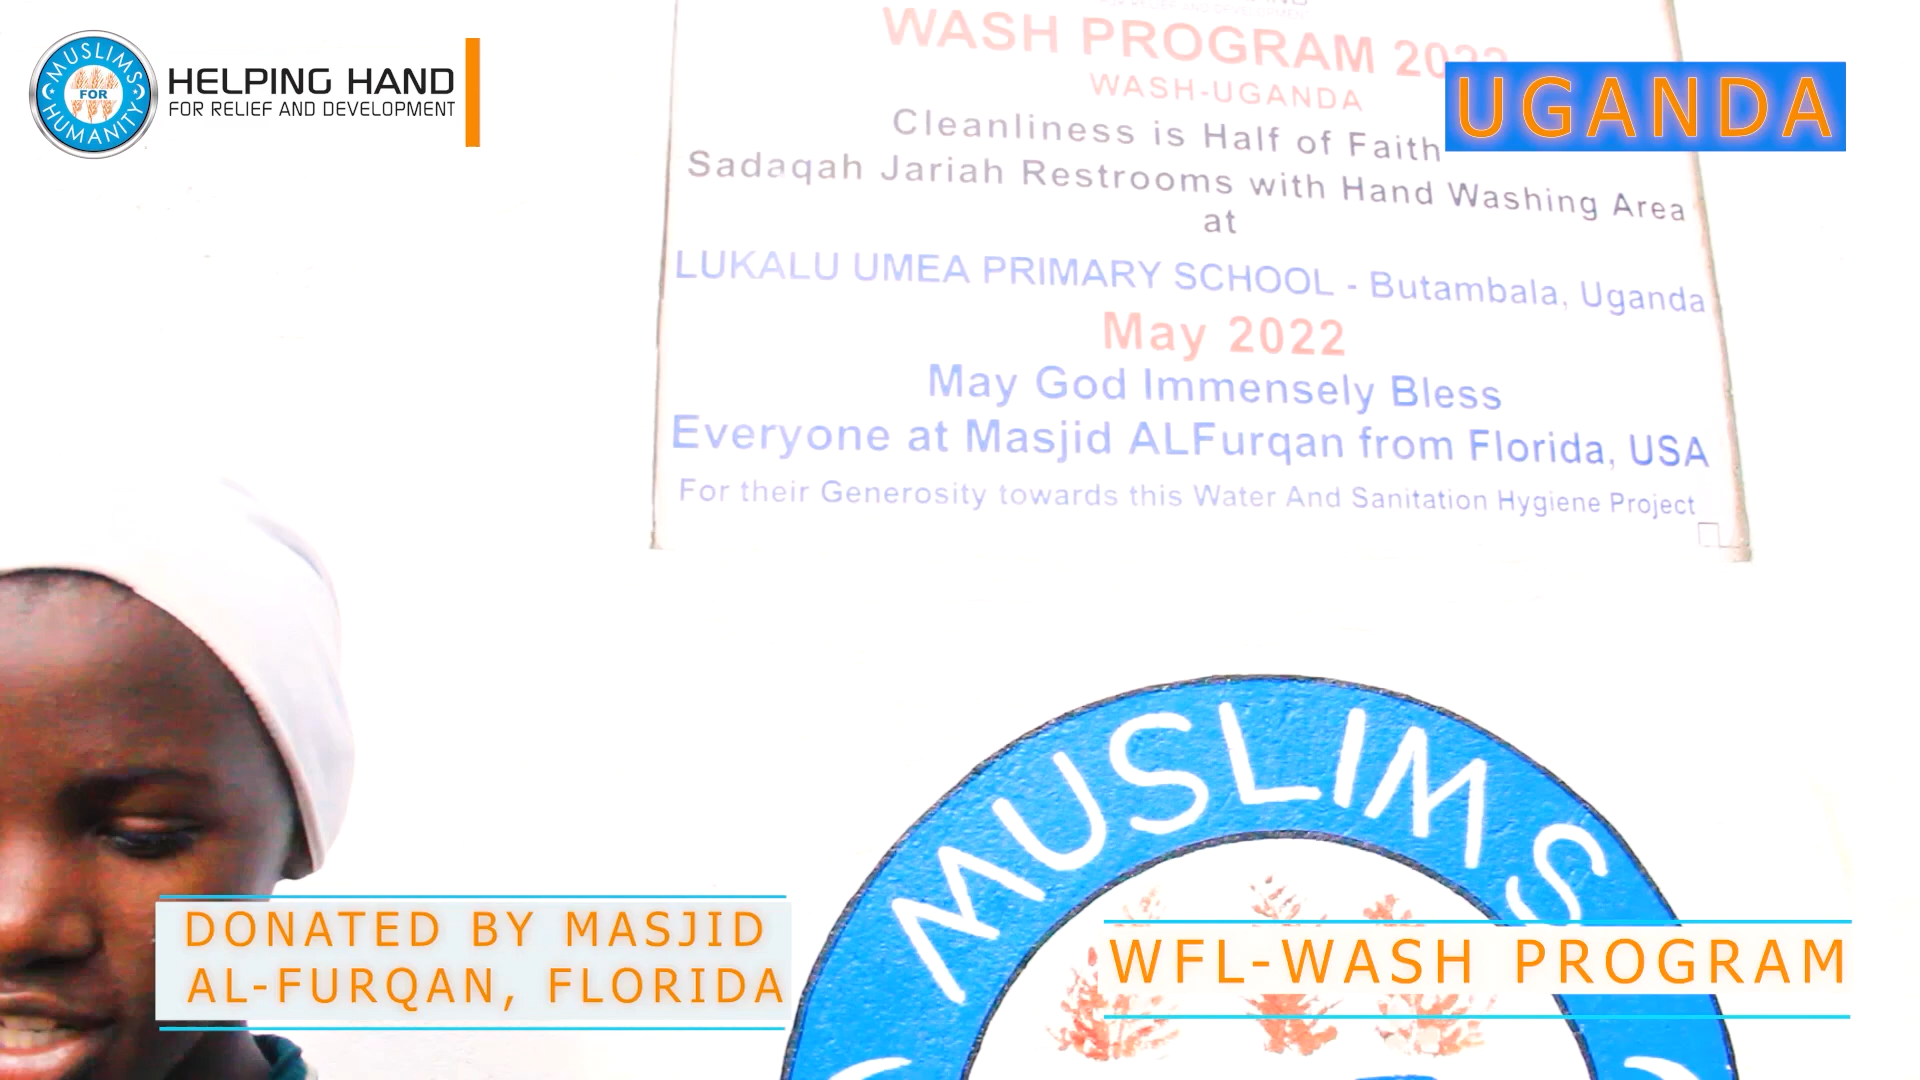 MUSLIMS
FOR
HUMANITY
HELPING HAND
FOR RELIEF AND DEVELOPMENT
WASH PROGRAM 2022
WASH-UGANDA
UGANDA
Cleanliness is Half of Faith
Sadaqah Jariah Restrooms with Hand Washing Area
at
LUKALU UMEA PRIMARY SCHOOL - Butambala, Uganda
May 2022
May God Immensely Bless
Everyone at Masjid ALFurqan from Florida, USA
For their Generosity towards this Water And Sanitation Hygiene Project
MUSLIMS
DONATED BY MASJID
AL-FURQAN, FLORIDA
WFL-WASH PROGRAM